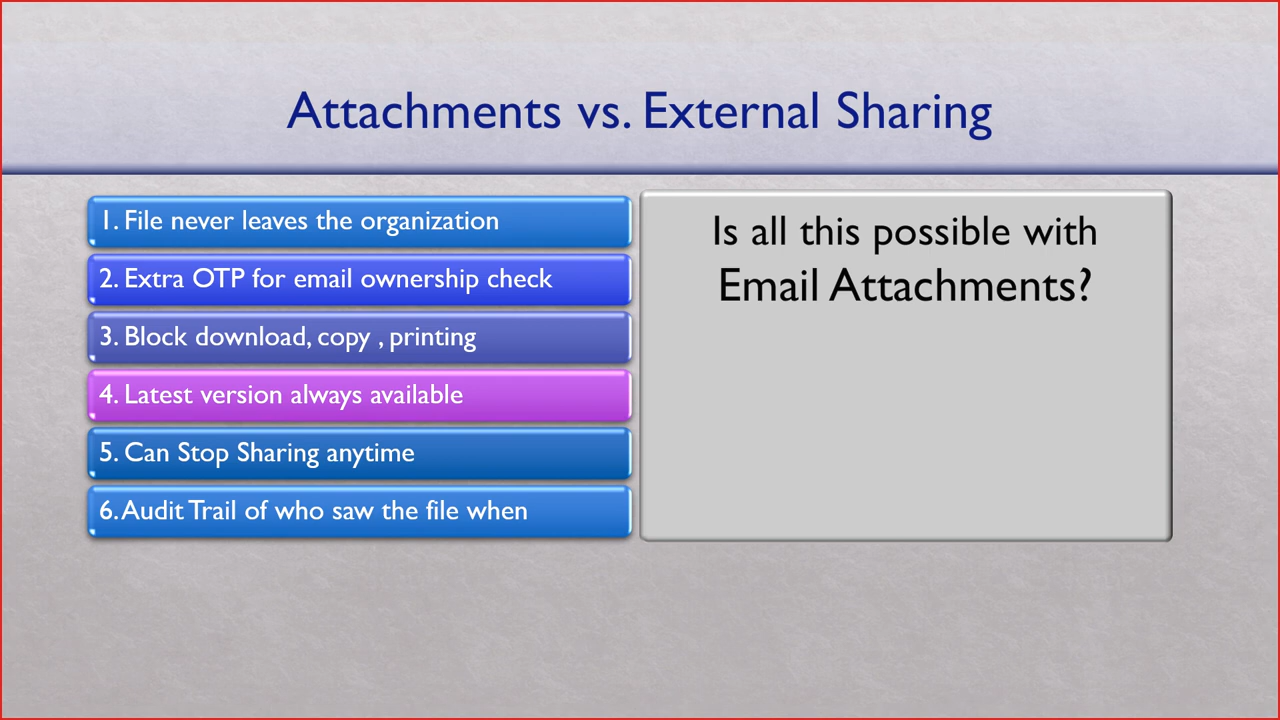 Attachments vs. External Sharing
1. File never leaves the organization
2. Extra OTP for email ownership check
3. Block download, copy , printing
4. Latest version always available
5. Can Stop Sharing anytime
6. Audit Trail of who saw the file when
Is all this possible with
Email Attachments?